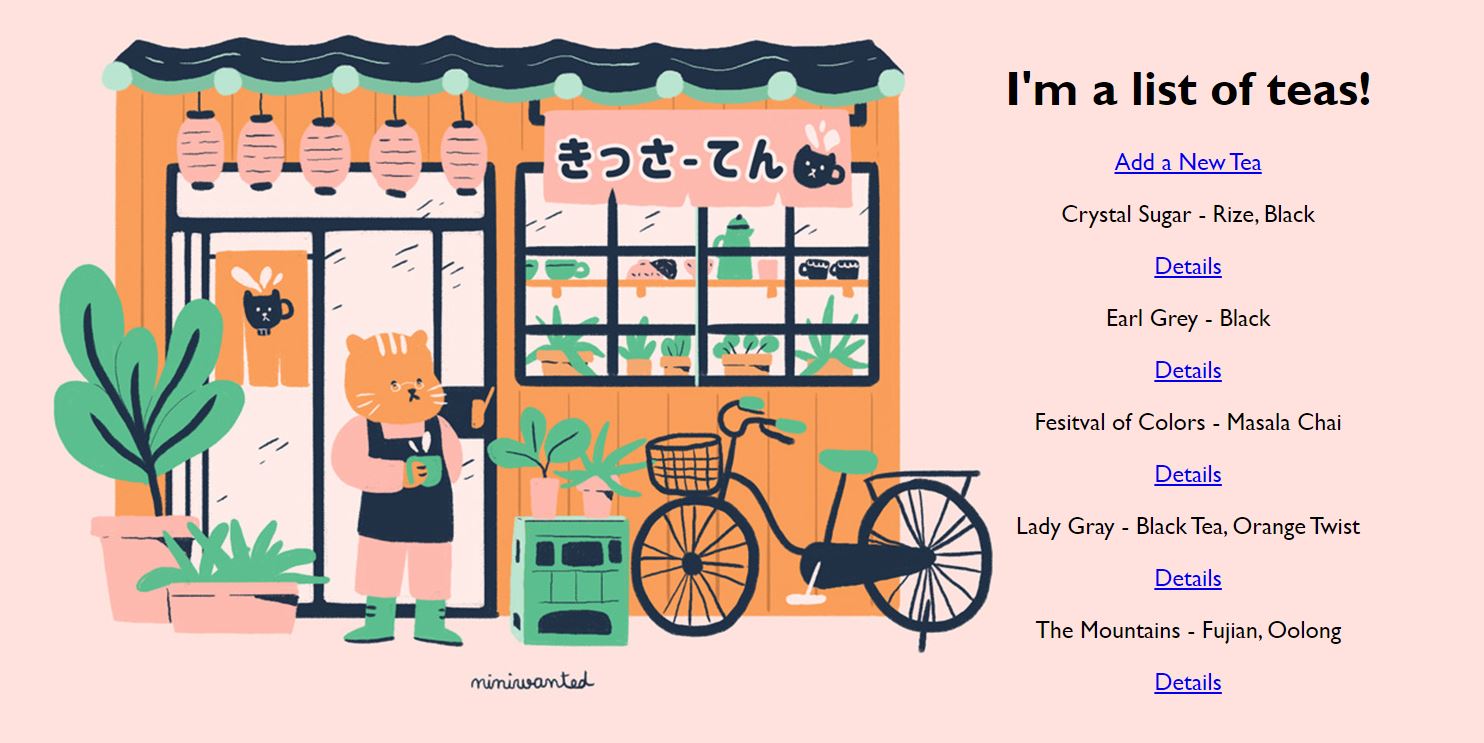 きっさ-てん
niniwanted
I'm a list of teas!
Add a New Tea
Crystal Sugar - Rize, Black
Details
Earl Grey - Black
Details
Fesitval of Colors - Masala Chai
Details
Lady Gray - Black Tea, Orange Twist
Details
The Mountains - Fujian, Oolong
Details